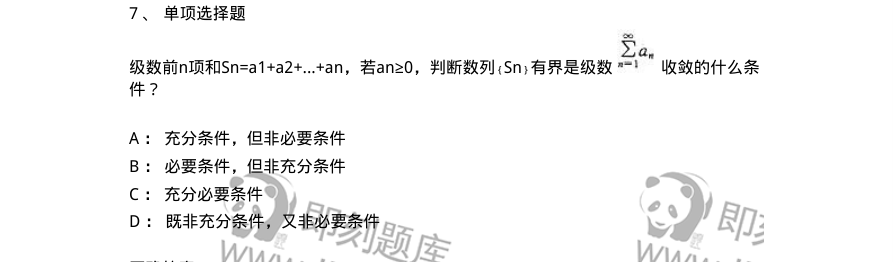 7 、 单项选择题
级数前n项和Sn=a1+a2+...+an，若an≥0，判断数列{Sn}有界是级数 ∞∑n=1 an 收敛的什么条
件？
A ： 充分条件，但非必要条件
B ： 必要条件，但非充分条件
C ： 充分必要条件
D ： 既非充分条件，又非必要条件
即刻题库
即刻